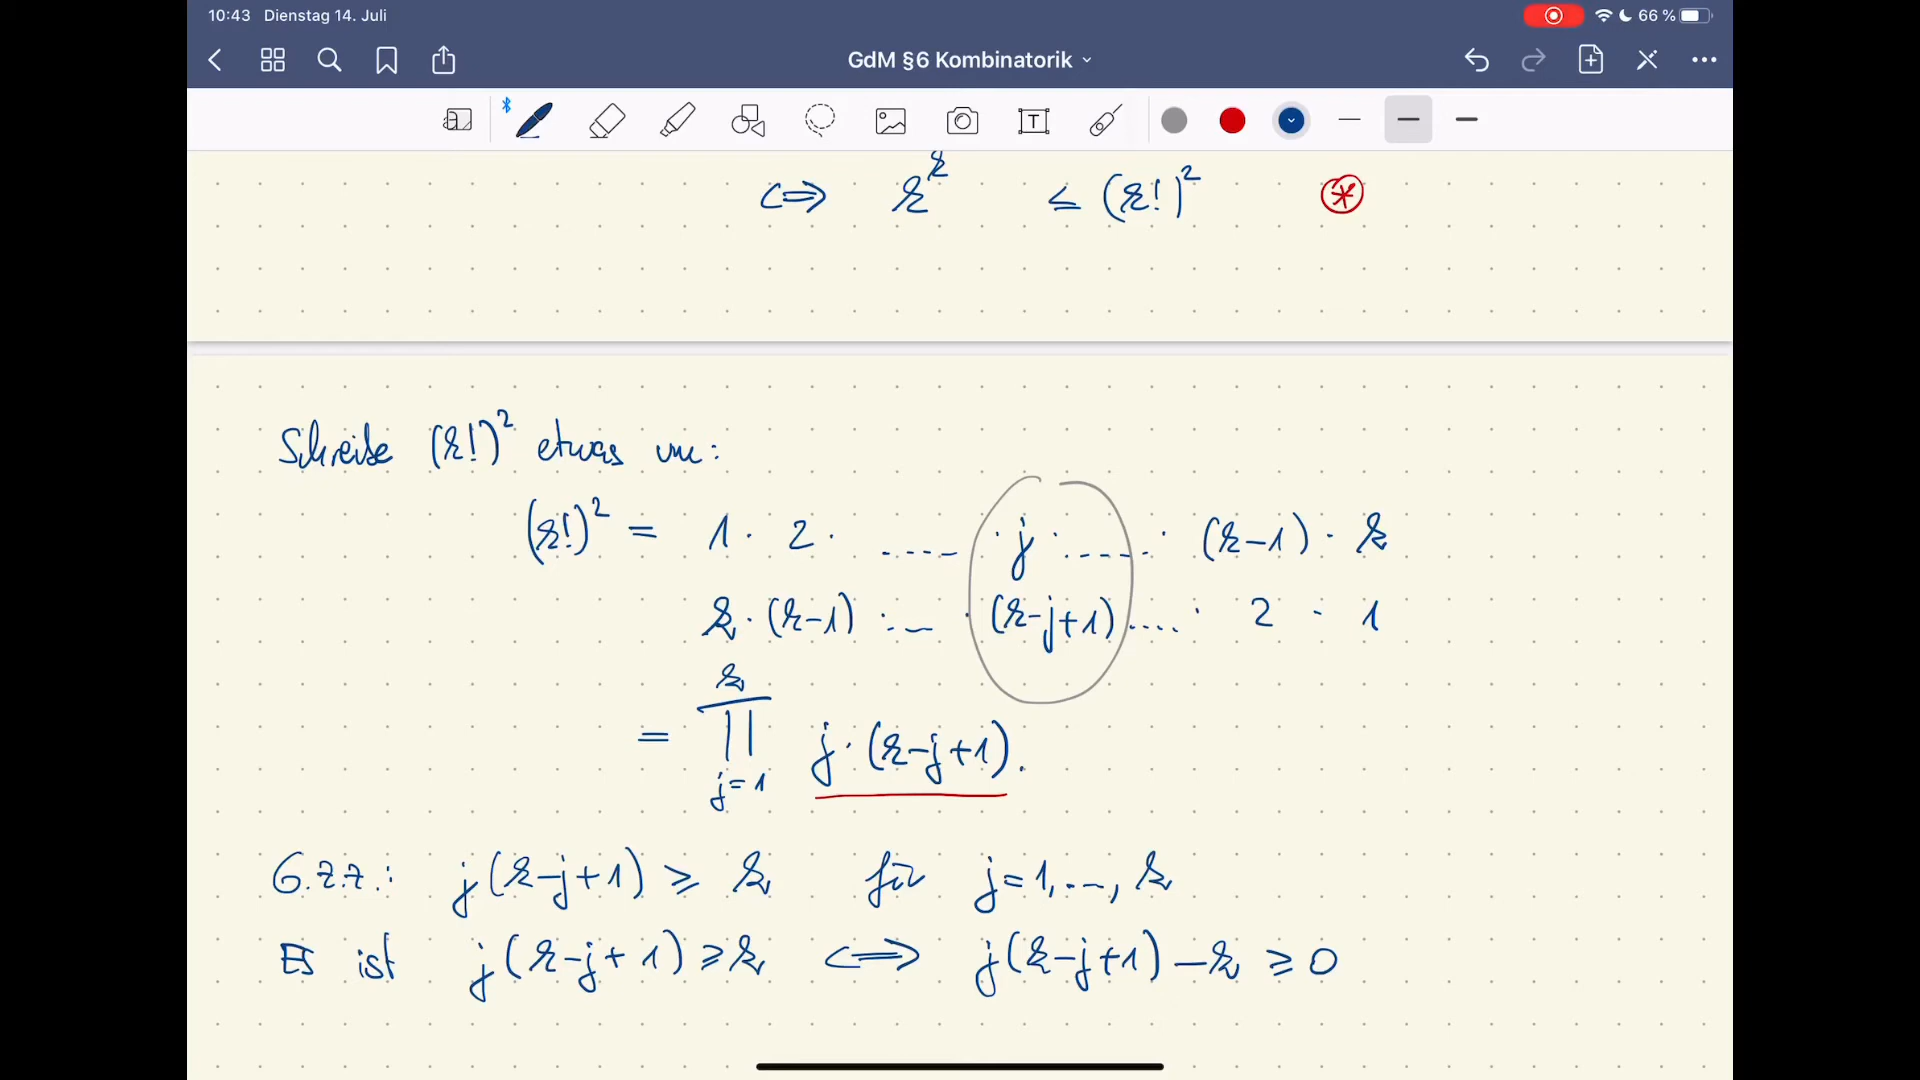 10:43 Dienstag 14. Juli 66 %
GdM §6 Kombinatorik
⇔ k^k ≤ (k!)² ⊛
Schreibe (k!)² etwas um:
(k!)² = 1 · 2 · ..... · j · ..... · (k−1) · k
k · (k−1) · ... · (k−j+1) .... · 2 · 1
= ∏_{j=1}^{k} j · (k−j+1).
G.z.z.: j(k−j+1) ≥ k für j=1,...,k
Es ist j(k−j+1) ≥ k ⇔ j(k−j+1) −k ≥ 0